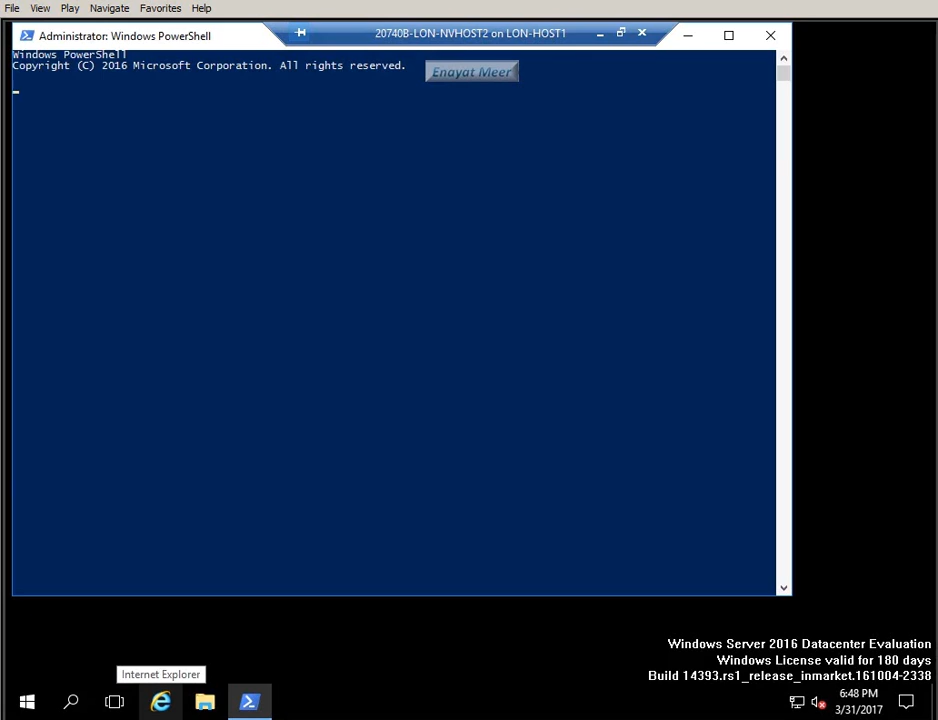 File View Play Navigate Favorites Help
Administrator: Windows PowerShell
20740B-LON-NVHOST2 on LON-HOST1
Windows PowerShell
Copyright (C) 2016 Microsoft Corporation. All rights reserved.
Enayat Meer
Windows Server 2016 Datacenter Evaluation
Windows License valid for 180 days
Build 14393.rs1_release_inmarket.161004-2338
Internet Explorer
6:48 PM
3/31/2017